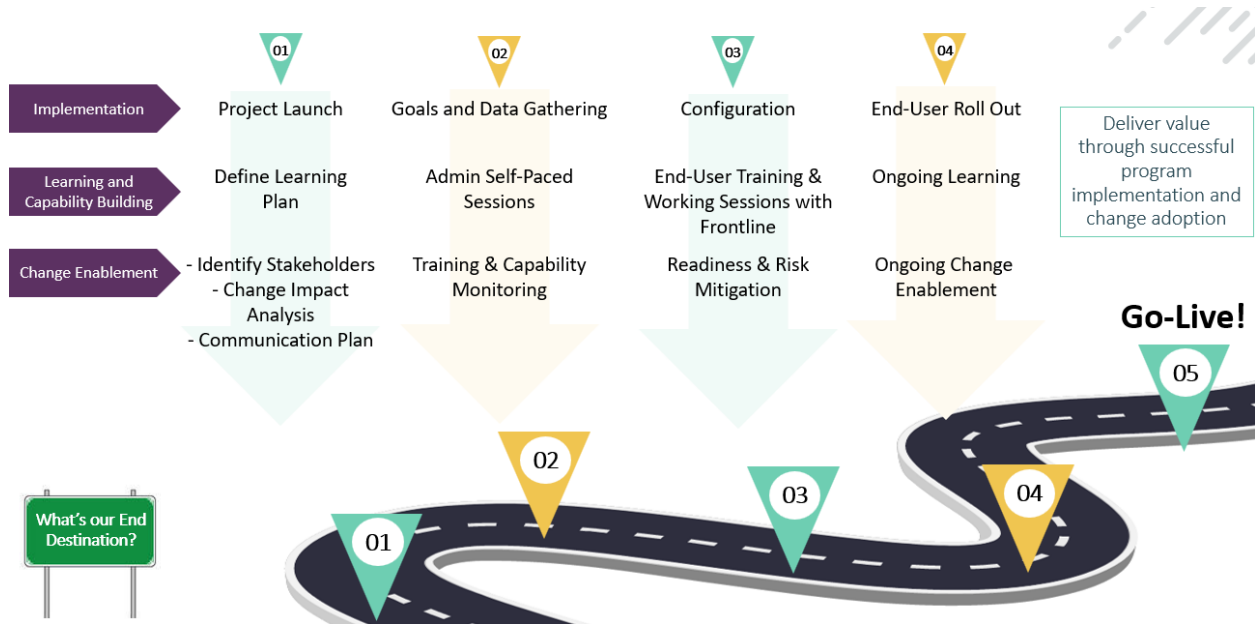 01
02
03
04
Implementation
Project Launch
Goals and Data Gathering
Configuration
End-User Roll Out
Deliver value
through successful
program
implementation and
change adoption
Learning and
Capability Building
Define Learning
Plan
Admin Self-Paced
Sessions
End-User Training &
Working Sessions with
Frontline
Ongoing Learning
Change Enablement
- Identify Stakeholders
- Change Impact
Analysis
- Communication Plan
Training & Capability
Monitoring
Readiness & Risk
Mitigation
Ongoing Change
Enablement
Go-Live!
05
02
03
04
01
What's our End
Destination?